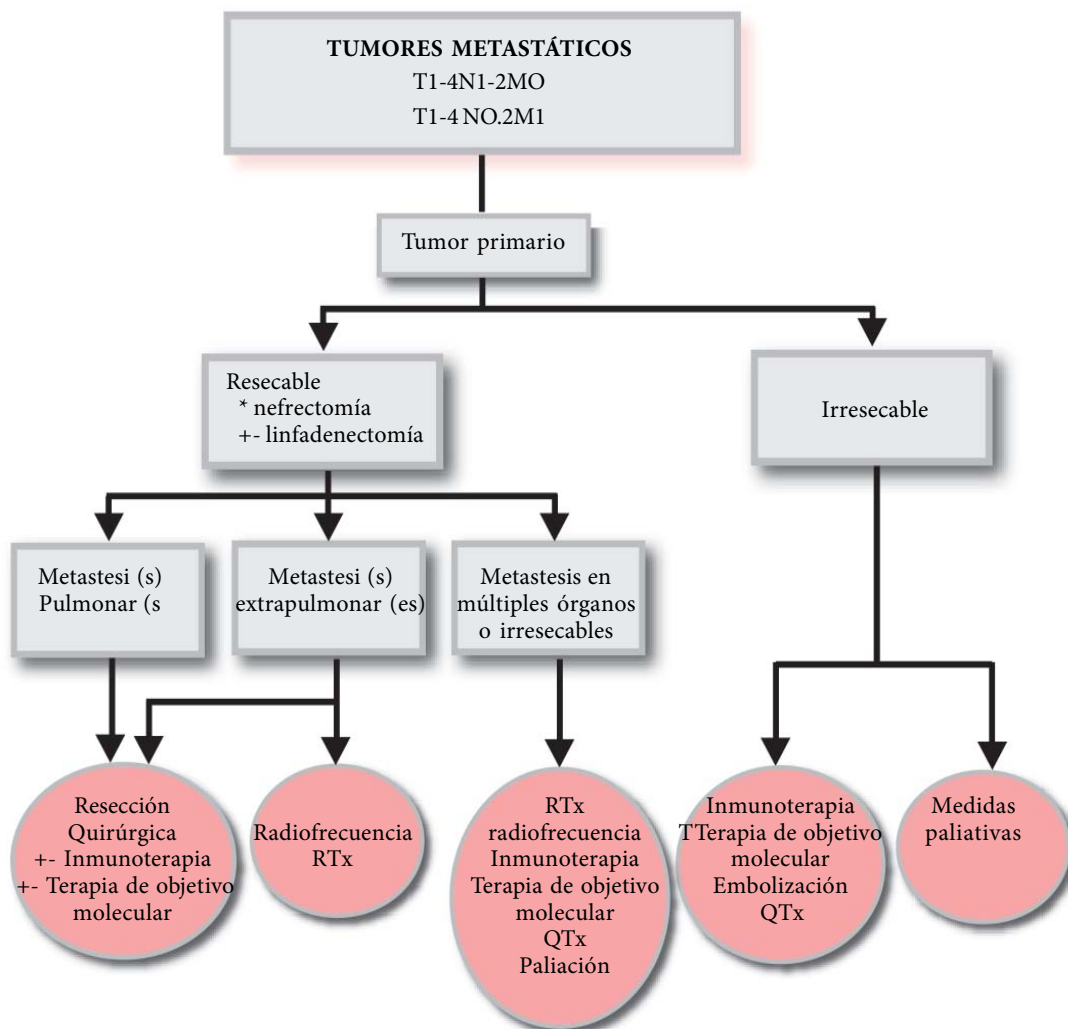 TUMORES METASTÁTICOS
T1-4N1-2MO
T1-4 NO.2M1
Tumor primario
Resecable
* nefrectomía
+- linfadenectomía
Irresecable
Metastesi (s)
Pulmonar (s
Metastesi (s)
extrapulmonar (es)
Metastesis en
múltiples órganos
o irresecables
Resección
Quirúrgica
+- Inmunoterapia
+- Terapia de objetivo
molecular
Radiofrecuencia
RTx
RTx
radiofrecuencia
Inmunoterapia
Terapia de objetivo
molecular
QTx
Paliación
Inmunoterapia
TTerapia de objetivo
molecular
Embolización
QTx
Medidas
paliativas